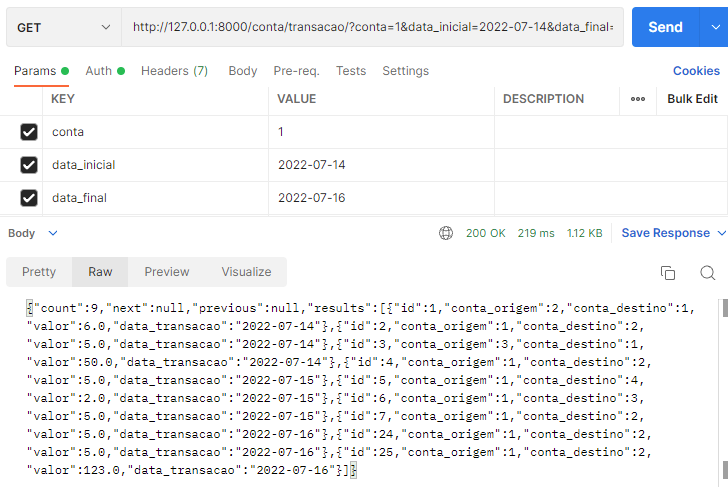 GET http://127.0.0.1:8000/conta/transacao/?conta=1&data_inicial=2022-07-14&data_final= Send
Params Auth Headers (7) Body Pre-req. Tests Settings Cookies
KEY VALUE DESCRIPTION ••• Bulk Edit
conta 1
data_inicial 2022-07-14
data_final 2022-07-16
Body 200 OK 219 ms 1.12 KB Save Response
Pretty Raw Preview Visualize
{"count":9,"next":null,"previous":null,"results":[{"id":1,"conta_origem":2,"conta_destino":1,
"valor":6.0,"data_transacao":"2022-07-14"},{"id":2,"conta_origem":1,"conta_destino":2,
"valor":5.0,"data_transacao":"2022-07-14"},{"id":3,"conta_origem":3,"conta_destino":1,
"valor":50.0,"data_transacao":"2022-07-14"},{"id":4,"conta_origem":1,"conta_destino":2,
"valor":5.0,"data_transacao":"2022-07-15"},{"id":5,"conta_origem":1,"conta_destino":4,
"valor":2.0,"data_transacao":"2022-07-15"},{"id":6,"conta_origem":1,"conta_destino":3,
"valor":5.0,"data_transacao":"2022-07-15"},{"id":7,"conta_origem":1,"conta_destino":2,
"valor":5.0,"data_transacao":"2022-07-16"},{"id":24,"conta_origem":1,"conta_destino":2,
"valor":5.0,"data_transacao":"2022-07-16"},{"id":25,"conta_origem":1,"conta_destino":2,
"valor":123.0,"data_transacao":"2022-07-16"}]}